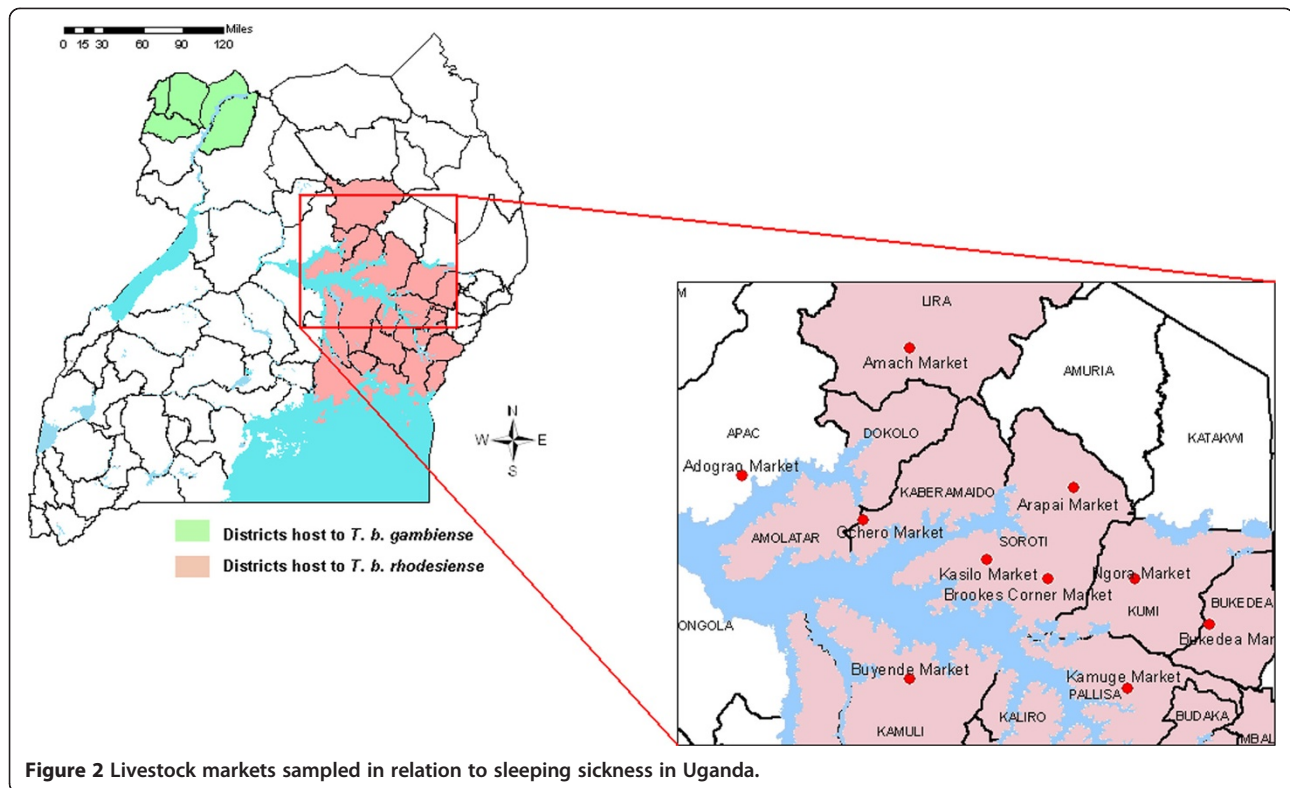 Miles
0 15 30 60 90 120
N
W E
S
Districts host to T. b. gambiense
Districts host to T. b. rhodesiense
M
LIRA
Amach Market
AMURIA
APAC
DOKOLO
KATAKWI
Adograo Market
KABERAMAIDO
Arapai Market
AMOLATAR
Ochero Market
SOROTI
Kasilo Market
Ngora Market
Brookes Corner Market
BUKEDEA
KUMI
ONGOLA
Bukedea Mar
Buyende Market
Kamuge Market
PALLISA
KAMULI
KALIRO
BUDAKA
MBAL
Figure 2 Livestock markets sampled in relation to sleeping sickness in Uganda.